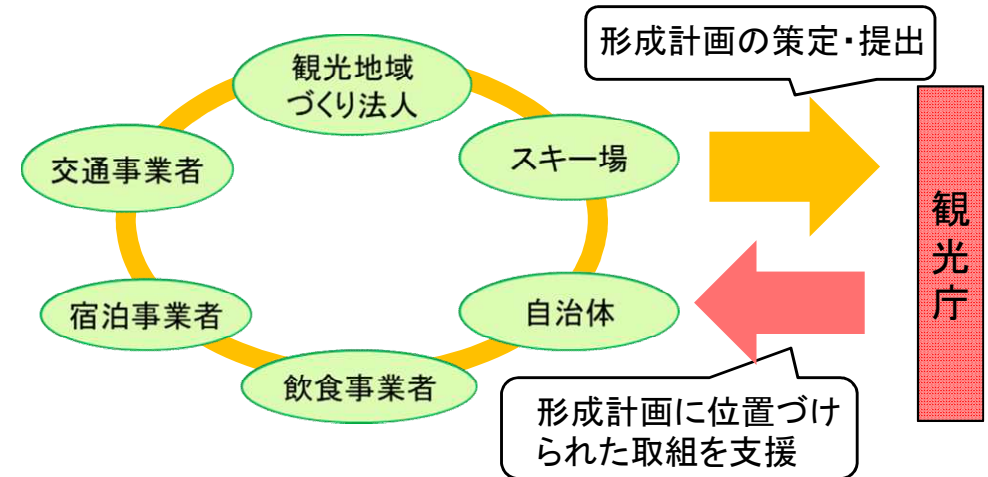 形成計画の策定・提出
観光地域
づくり法人
スキー場
交通事業者
観光庁
宿泊事業者
自治体
飲食事業者
形成計画に位置づけ
られた取組を支援